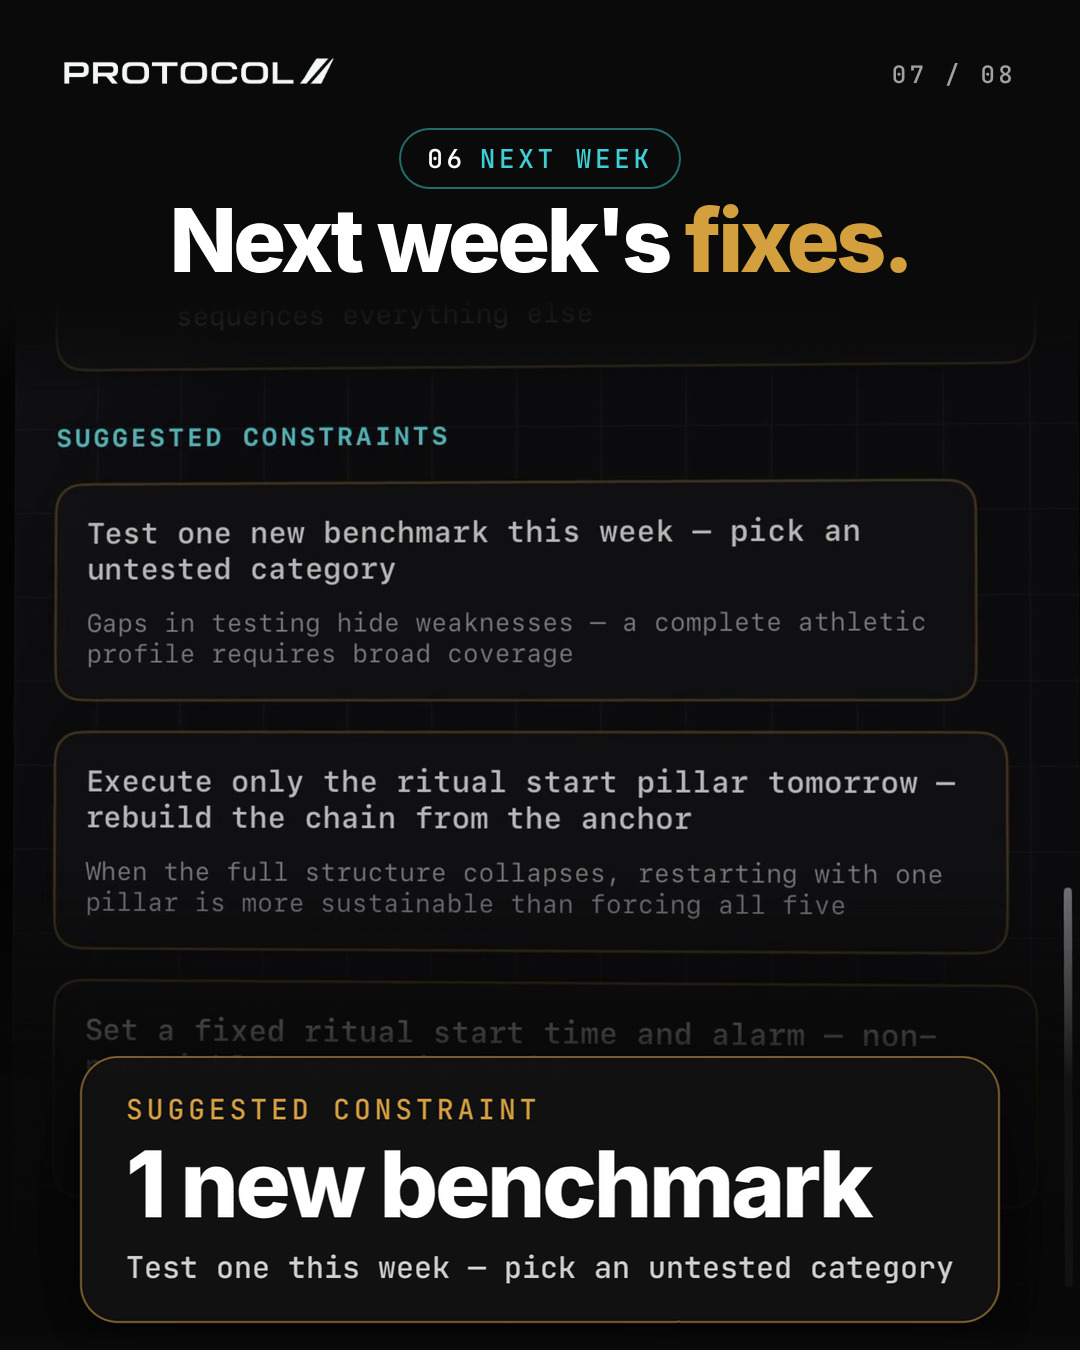 PROTOCOL
07 / 08
06 NEXT WEEK
Next week's fixes.
sequences everything else
SUGGESTED CONSTRAINTS
Test one new benchmark this week — pick an
untested category
Gaps in testing hide weaknesses — a complete athletic
profile requires broad coverage
Execute only the ritual start pillar tomorrow —
rebuild the chain from the anchor
When the full structure collapses, restarting with one
pillar is more sustainable than forcing all five
Set a fixed ritual start time and alarm — non-
SUGGESTED CONSTRAINT
1 new benchmark
Test one this week — pick an untested category